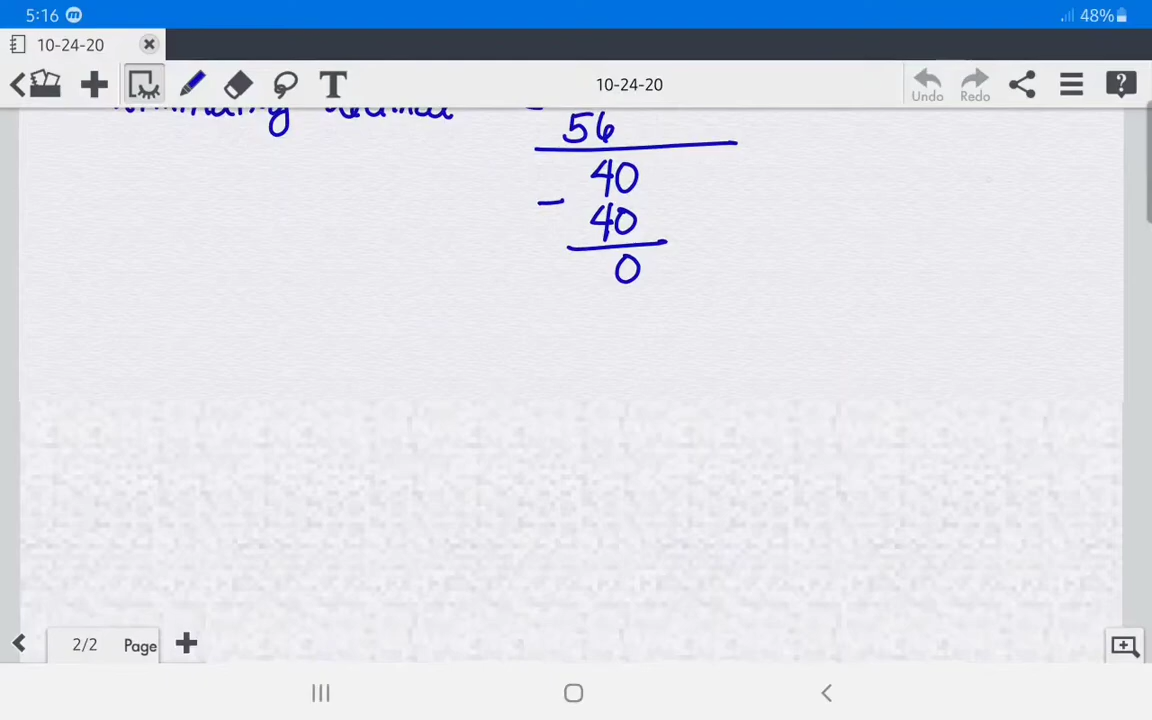 5:16 m 48%
10-24-20
T 10-24-20 Undo Redo ?
56
40
- 40
0
2/2 Page